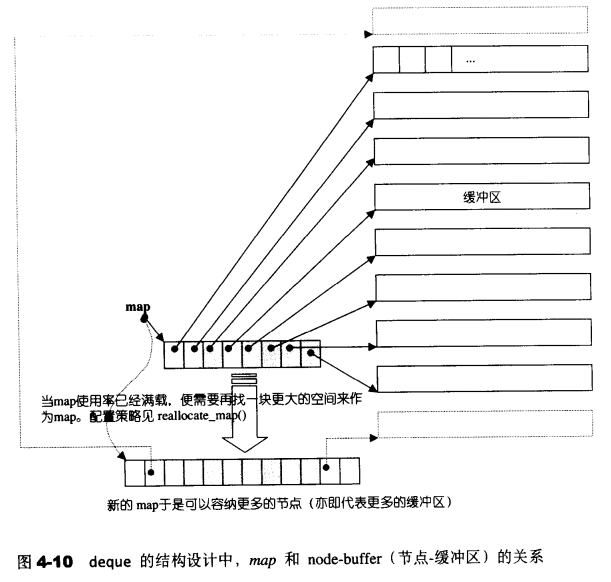 ...
缓冲区
map
当map使用率已经满载，便需要再找一块更大的空间来作
为map。配置策略见 reallocate_map()
新的 map于是可以容纳更多的节点（亦即代表更多的缓冲区）
图 4-10 deque 的结构设计中，map 和 node-buffer（节点-缓冲区）的关系